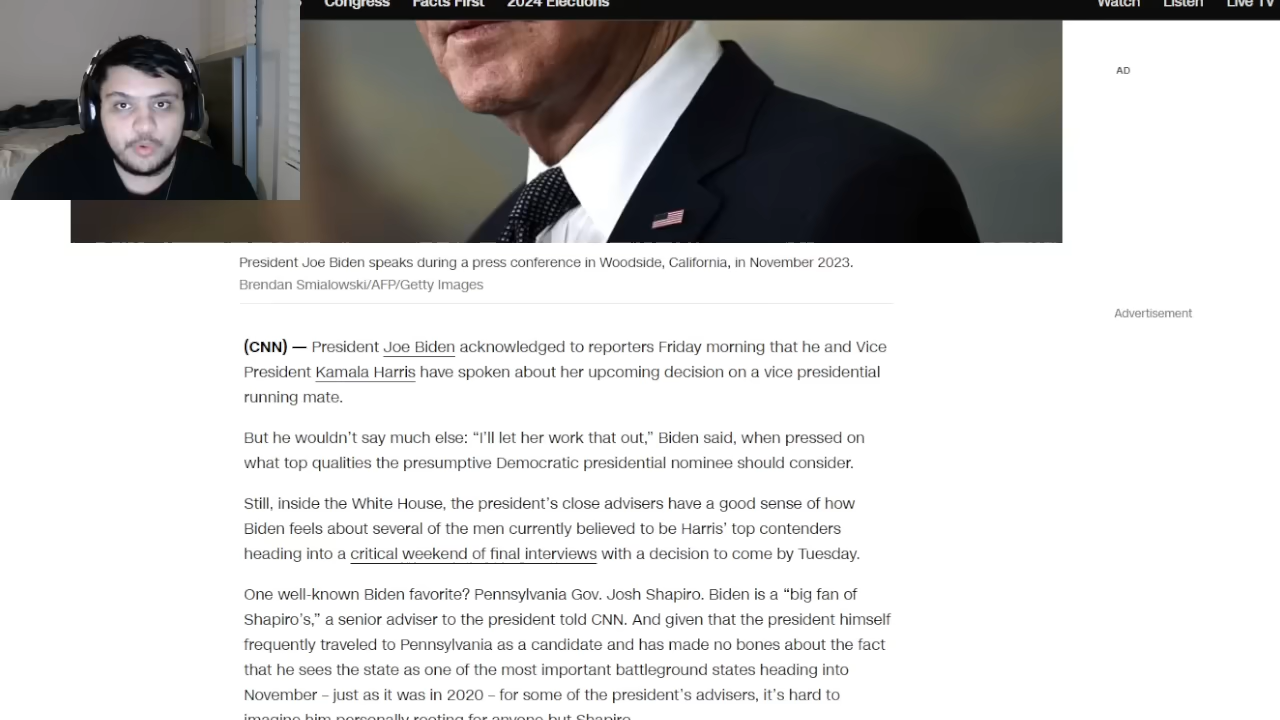 Congress Facts First 2024 Elections Watch Listen Live TV
AD
President Joe Biden speaks during a press conference in Woodside, California, in November 2023.
Brendan Smialowski/AFP/Getty Images
Advertisement
(CNN) — President Joe Biden acknowledged to reporters Friday morning that he and Vice
President Kamala Harris have spoken about her upcoming decision on a vice presidential
running mate.
But he wouldn’t say much else: “I’ll let her work that out,” Biden said, when pressed on
what top qualities the presumptive Democratic presidential nominee should consider.
Still, inside the White House, the president’s close advisers have a good sense of how
Biden feels about several of the men currently believed to be Harris’ top contenders
heading into a critical weekend of final interviews with a decision to come by Tuesday.
One well-known Biden favorite? Pennsylvania Gov. Josh Shapiro. Biden is a “big fan of
Shapiro’s,” a senior adviser to the president told CNN. And given that the president himself
frequently traveled to Pennsylvania as a candidate and has made no bones about the fact
that he sees the state as one of the most important battleground states heading into
November – just as it was in 2020 – for some of the president’s advisers, it’s hard to
imagine him personally rooting for anyone but Shapiro.